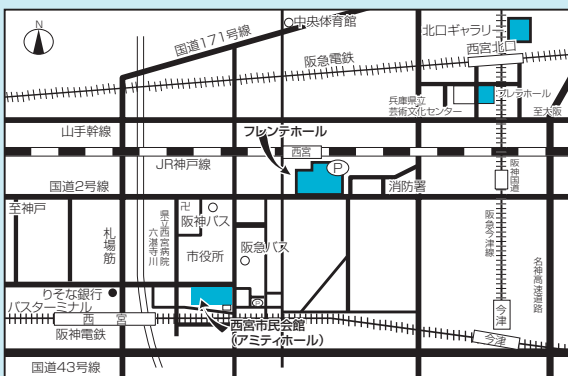 N
国道171号線
中央体育館
北口ギャラリー
西宮北口
阪急電鉄
兵庫県立
芸術文化センター
プレラホール
至大阪
山手幹線
フレンテホール
西宮
JR神戸線
P
国道2号線
消防署
阪神国道
至神戸
札場筋
六湛寺川
県立西宮病院
卍
阪神バス
市役所
阪急バス
阪急今津線
名神高速道路
りそな銀行
バスターミナル
西宮
阪神電鉄
P
西宮市民会館
(アミティホール)
今津
今津
国道43号線